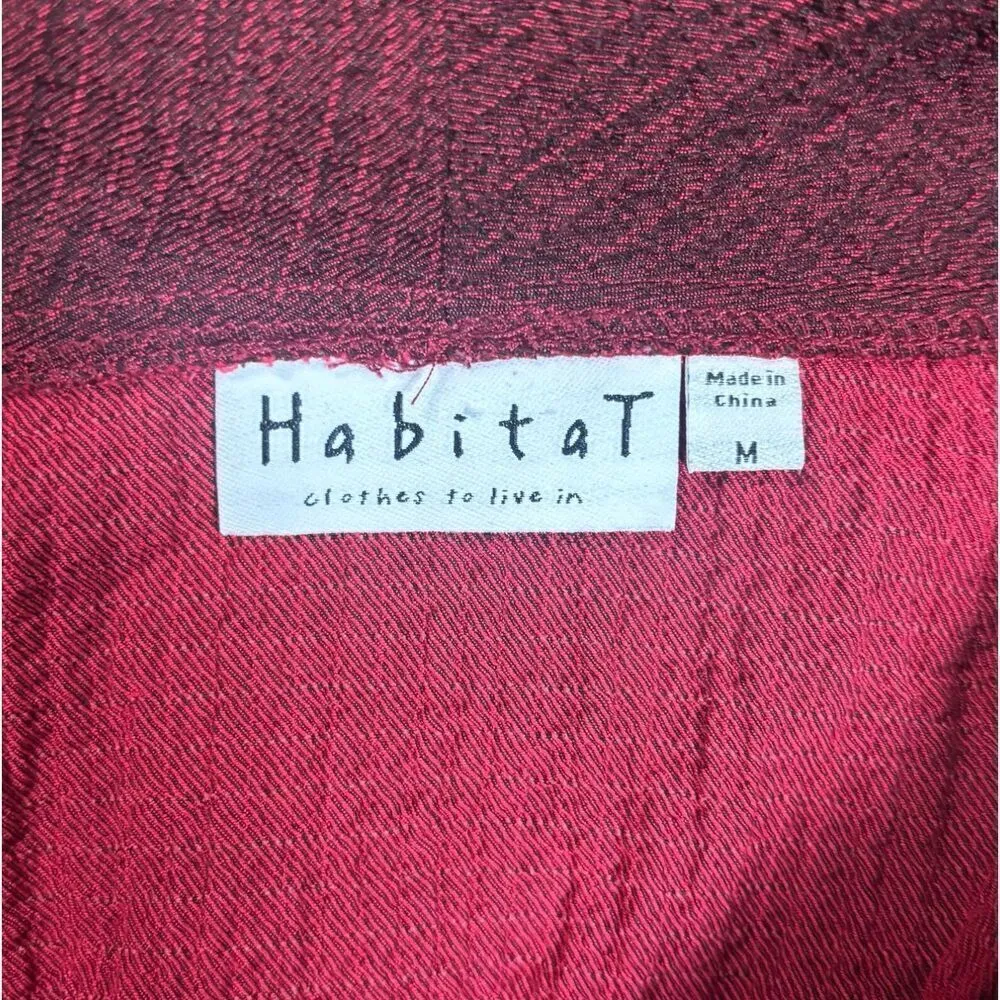 HabitaT
clothes to live in
Made in
China
M